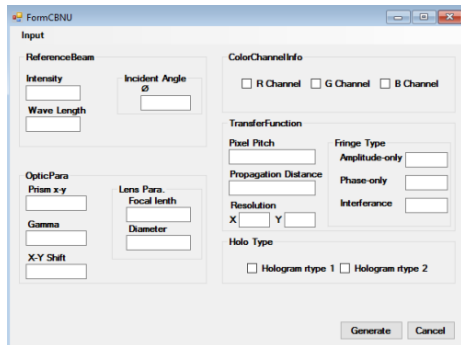 FormCBNU
Input
ReferenceBeam
Intensity
Incident Angle
Ø
Wave Length
OpticPara
Prism x-y
Lens Para.
Focal lenth
Gamma
Diameter
X-Y Shift
ColorChannelInfo
R Channel G Channel B Channel
TransferFunction
Pixel Pitch
Fringe Type
Amplitude-only
Propagation Distance
Phase-only
Resolution
Interferance
X Y
Holo Type
Hologram rtype 1 Hologram rtype 2
Generate Cancel